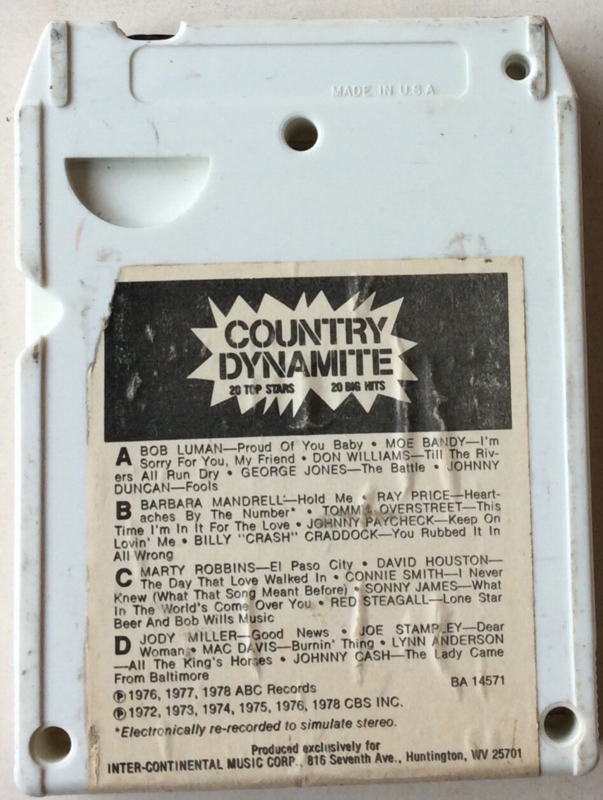 MADE IN U.S.A.
COUNTRY
DYNAMITE
20 TOP STARS 20 BIG HITS
A BOB LUMAN—Proud Of You Baby • MOE BANDY—I'm
Sorry For You, My Friend • DON WILLIAMS—Till The Riv-
ers All Run Dry • GEORGE JONES—The Battle • JOHNNY
DUNCAN—Fools
B BARBARA MANDRELL—Hold Me • RAY PRICE—Heart-
aches By The Number* • TOMMY OVERSTREET—This
Time I'm In It For The Love • JOHNNY PAYCHECK—Keep On
Lovin' Me • BILLY "CRASH" CRADDOCK—You Rubbed It In
All Wrong
C MARTY ROBBINS—El Paso City • DAVID HOUSTON—
The Day That Love Walked In • CONNIE SMITH—I Never
Knew (What That Song Meant Before) • SONNY JAMES—What
In The World's Come Over You • RED STEAGALL—Lone Star
Beer And Bob Wills Music
D JODY MILLER—Good News • JOE STAMPLEY—Dear
Woman • MAC DAVIS—Burnin' Thing • LYNN ANDERSON
—All The King's Horses • JOHNNY CASH—The Lady Came
From Baltimore
BA 14571
Ⓟ1976, 1977, 1978 ABC Records
Ⓟ1972, 1973, 1974, 1975, 1976, 1978 CBS INC.
*Electronically re-recorded to simulate stereo.
Produced exclusively for
INTER-CONTINENTAL MUSIC CORP., 816 Seventh Ave., Huntington, WV 25701